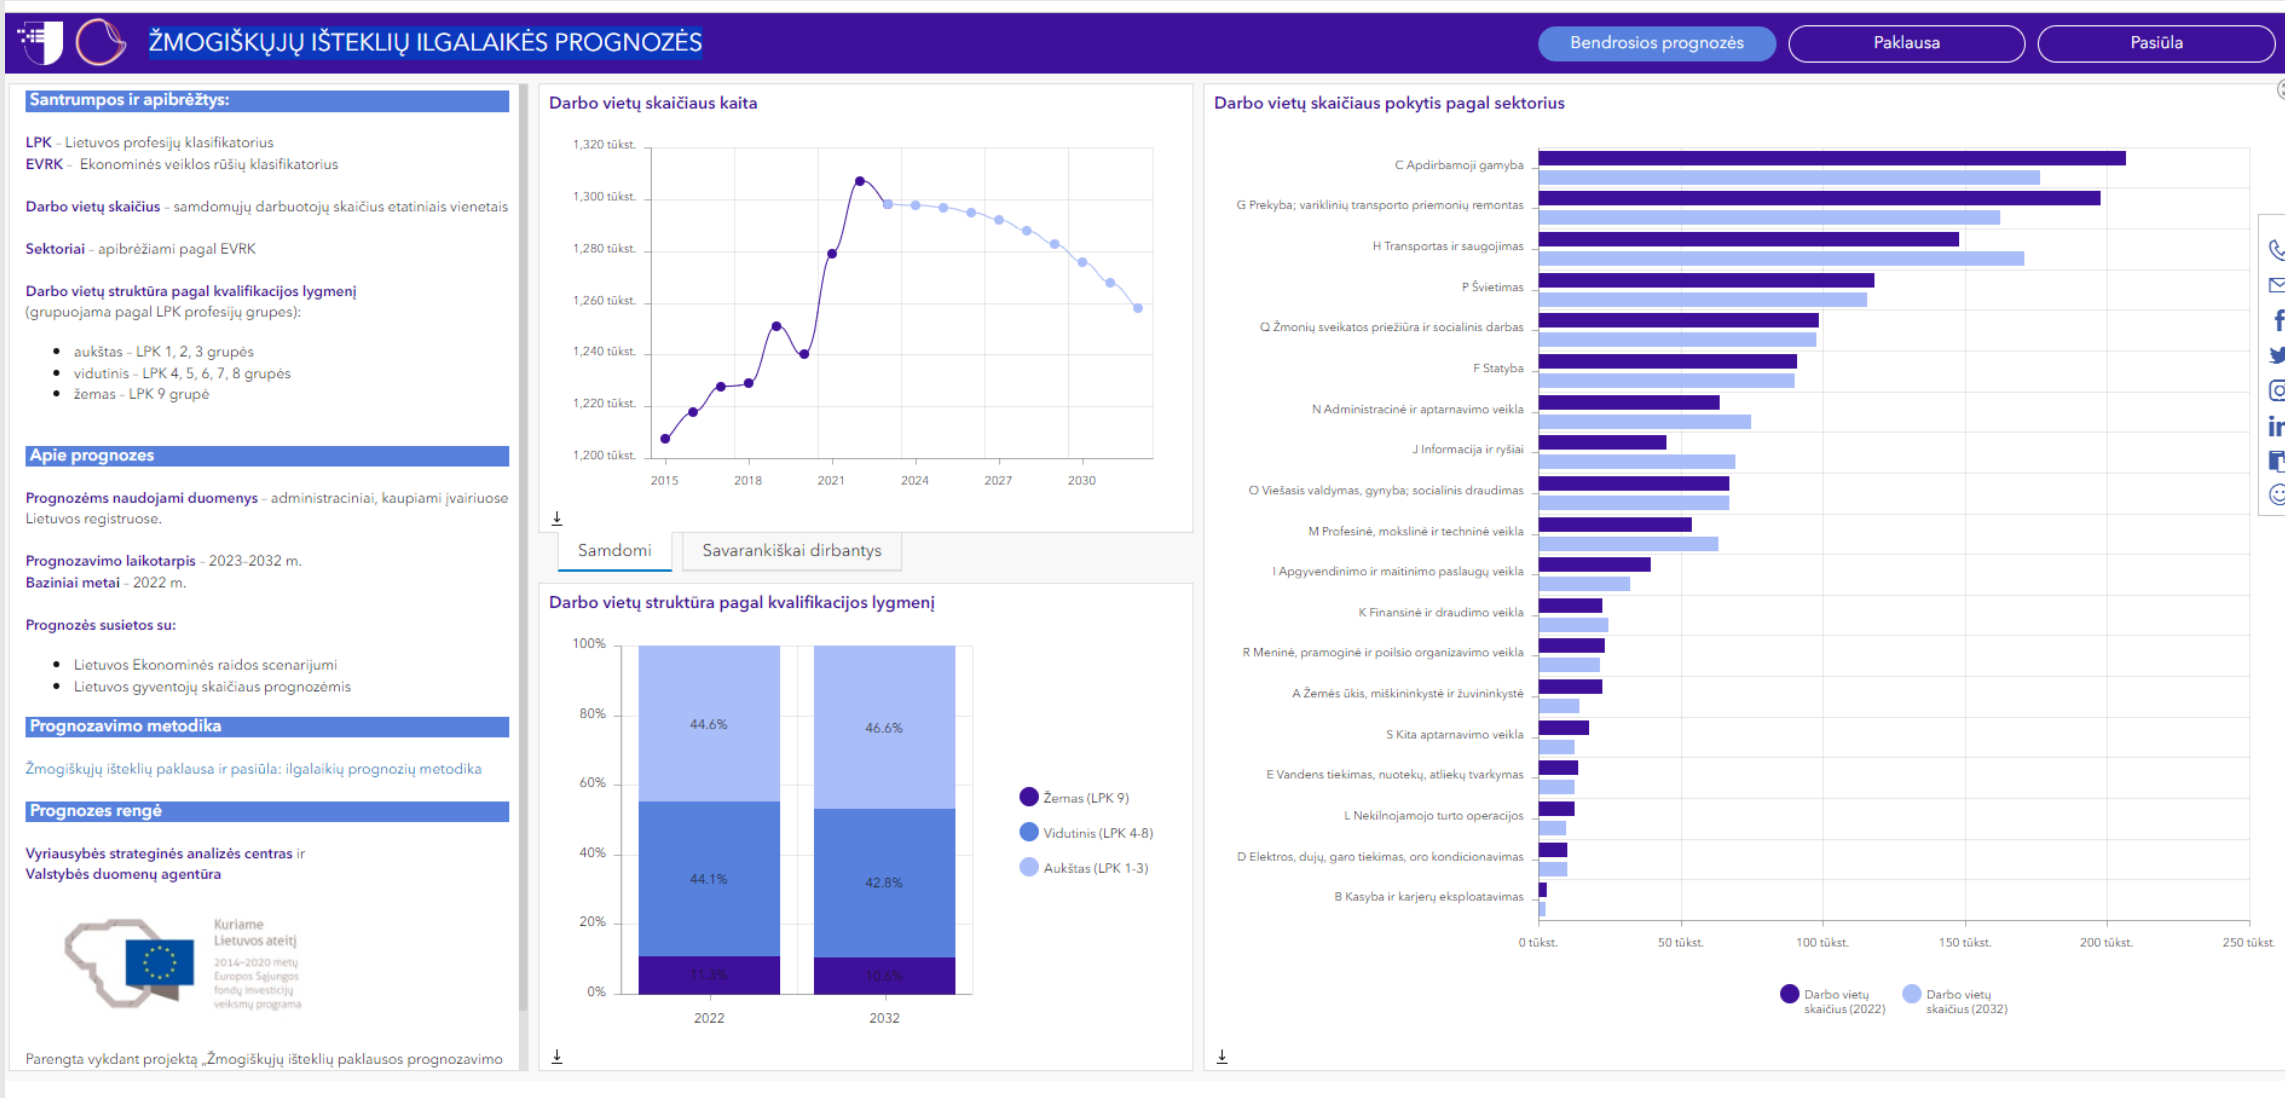 ŽMOGIŠKŲJŲ IŠTEKLIŲ ILGALAIKĖS PROGNOZĖS
Bendrosios prognozės
Paklausa
Pasiūla
Santrumpos ir apibrėžtys:
LPK – Lietuvos profesijų klasifikatorius
EVRK – Ekonominės veiklos rūšių klasifikatorius
Darbo vietų skaičius – samdomųjų darbuotojų skaičius etatiniais vienetais
Sektoriai – apibrėžiami pagal EVRK
Darbo vietų struktūra pagal kvalifikacijos lygmenį
(grupuojama pagal LPK profesijų grupes):
• aukštas – LPK 1, 2, 3 grupės
• vidutinis – LPK 4, 5, 6, 7, 8 grupės
• žemas – LPK 9 grupė
Apie prognozes
Prognozėms naudojami duomenys – administraciniai, kaupiami įvairiuose
Lietuvos registruose.
Prognozavimo laikotarpis – 2023-2032 m.
Baziniai metai – 2022 m.
Prognozės susietos su:
• Lietuvos Ekonominės raidos scenarijumi
• Lietuvos gyventojų skaičiaus prognozėmis
Prognozavimo metodika
Žmogiškųjų išteklių paklausa ir pasiūla: ilgalaikių prognozių metodika
Prognozes rengė
Vyriausybės strateginės analizės centras ir
Valstybės duomenų agentūra
Kuriame
Lietuvos ateitį
2014–2020 metų
Europos Sąjungos
fondų investicijų
veiksmų programa
Parengta vykdant projektą „Žmogiškųjų išteklių paklausos prognozavimo
Darbo vietų skaičiaus kaita
1,320 tūkst.
1,300 tūkst.
1,280 tūkst.
1,260 tūkst.
1,240 tūkst.
1,220 tūkst.
1,200 tūkst.
2015 2018 2021 2024 2027 2030
Samdomi
Savarankiškai dirbantys
Darbo vietų struktūra pagal kvalifikacijos lygmenį
100%
80%
60%
40%
20%
0%
44.6%
46.6%
44.1%
42.8%
11.3%
10.6%
2022 2032
Žemas (LPK 9)
Vidutinis (LPK 4-8)
Aukštas (LPK 1-3)
Darbo vietų skaičiaus pokytis pagal sektorius
C Apdirbamoji gamyba
G Prekyba; variklinių transporto priemonių remontas
H Transportas ir saugojimas
P Švietimas
Q Žmonių sveikatos priežiūra ir socialinis darbas
F Statyba
N Administracinė ir aptarnavimo veikla
J Informacija ir ryšiai
O Viešasis valdymas, gynyba; socialinis draudimas
M Profesinė, mokslinė ir techninė veikla
I Apgyvendinimo ir maitinimo paslaugų veikla
K Finansinė ir draudimo veikla
R Meninė, pramoginė ir poilsio organizavimo veikla
A Žemės ūkis, miškininkystė ir žuvininkystė
S Kita aptarnavimo veikla
E Vandens tiekimas, nuotekų, atliekų tvarkymas
L Nekilnojamojo turto operacijos
D Elektros, dujų, garo tiekimas, oro kondicionavimas
B Kasyba ir karjerų eksploatavimas
0 tūkst. 50 tūkst. 100 tūkst. 150 tūkst. 200 tūkst. 250 tūkst.
Darbo vietų
skaičius (2022)
Darbo vietų
skaičius (2032)